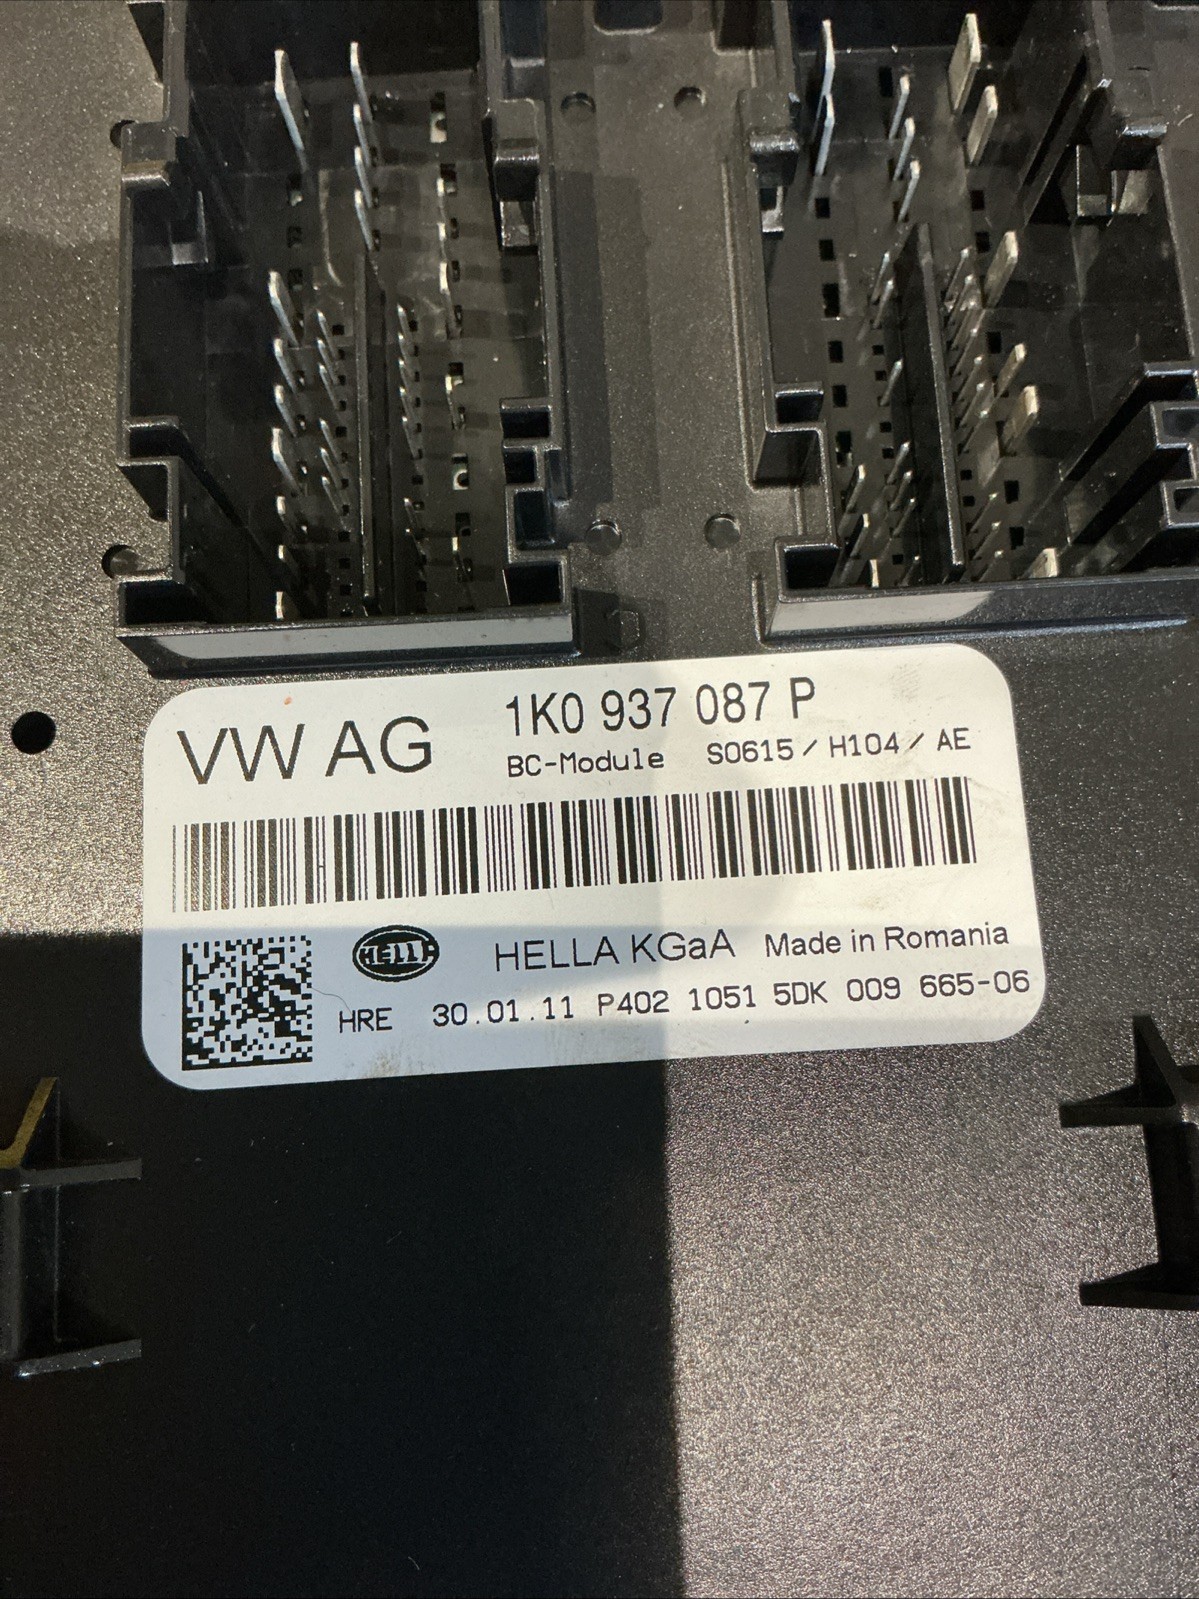 VW AG 1K0 937 087 P
BC-Module S0615 / H104 / AE
HELLA HELLA KGaA Made in Romania
HRE 30.01.11 P402 1051 5DK 009 665-06